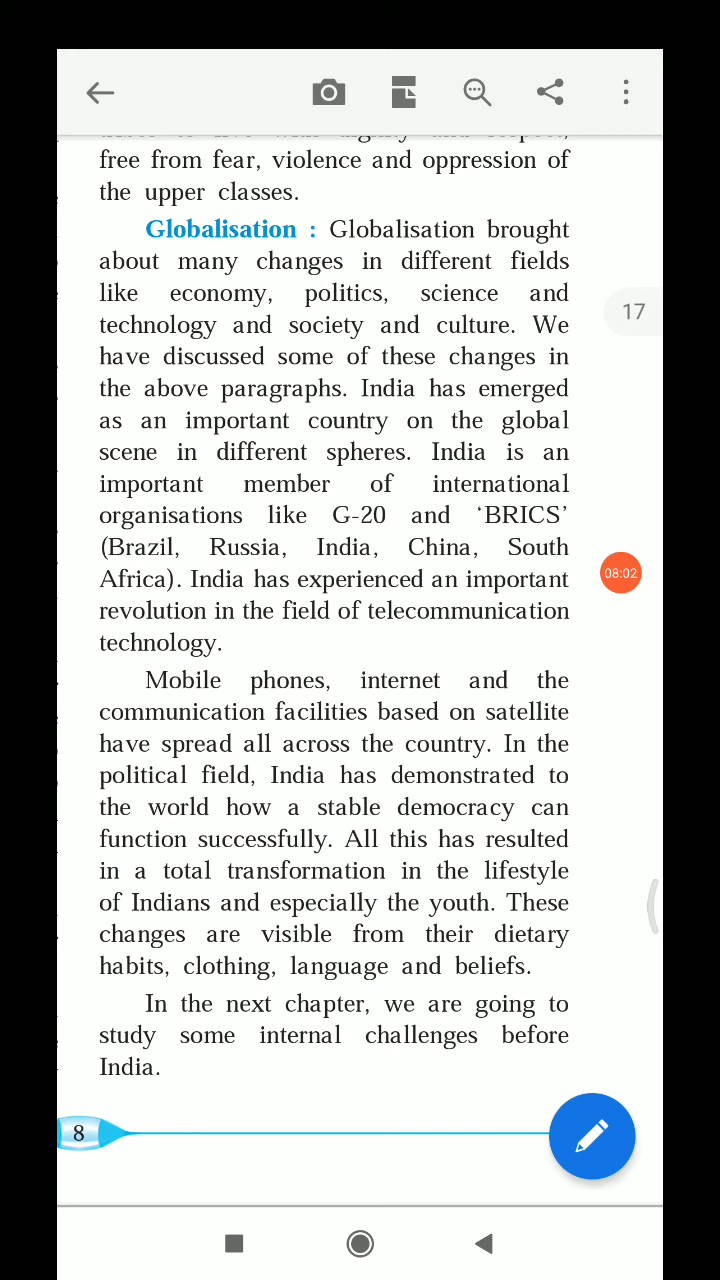 free from fear, violence and oppression of
the upper classes.
Globalisation : Globalisation brought
about many changes in different fields
like economy, politics, science and
technology and society and culture. We
have discussed some of these changes in
the above paragraphs. India has emerged
as an important country on the global
scene in different spheres. India is an
important member of international
organisations like G-20 and ‘BRICS’
(Brazil, Russia, India, China, South
Africa). India has experienced an important
revolution in the field of telecommunication
technology.
Mobile phones, internet and the
communication facilities based on satellite
have spread all across the country. In the
political field, India has demonstrated to
the world how a stable democracy can
function successfully. All this has resulted
in a total transformation in the lifestyle
of Indians and especially the youth. These
changes are visible from their dietary
habits, clothing, language and beliefs.
In the next chapter, we are going to
study some internal challenges before
India.
8
17
08:02